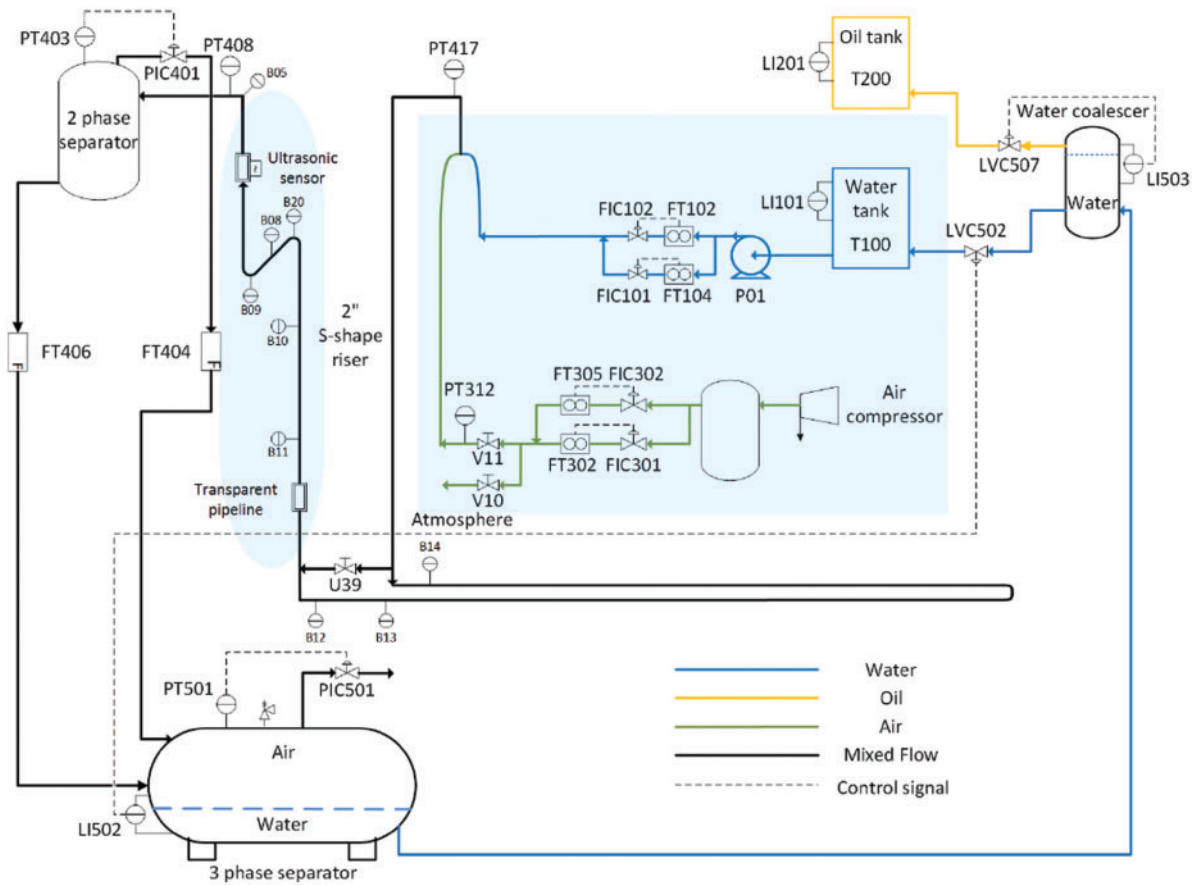 PT403
PIC401
PT408
B05
PT417
LI201
Oil tank
T200
Water coalescer
2 phase
separator
Ultrasonic
sensor
LVC507
LI503
Water
B08
B20
FIC102
FT102
LI101
Water
tank
T100
LVC502
FIC101
FT104
P01
B09
FT406
FT404
B10
2"
S-shape
riser
FT305
FIC302
Air
compressor
PT312
V11
FT302
FIC301
B11
V10
Transparent
pipeline
Atmosphere
B14
U39
B12
B13
PT501
PIC501
Water
Oil
Air
Mixed Flow
Control signal
Air
Water
LI502
3 phase separator
F
F